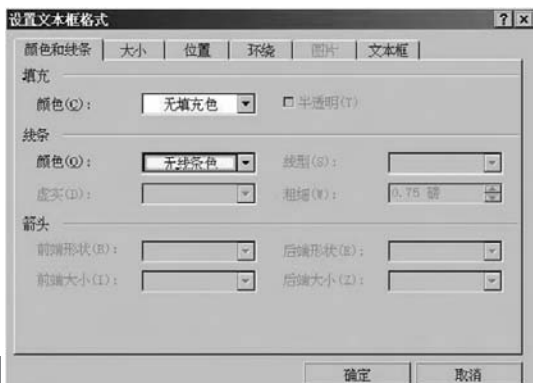 设置文本框格式
颜色和线条 大小 位置 环绕 图片 文本框
填充
颜色(C): 无填充色 半透明(T)
线条
颜色(O): 无线条色 线型(S):
虚实(D): 粗细(W): 0.75 磅
箭头
前端形状(B): 后端形状(E):
前端大小(I): 后端大小(Z):
确定 取消